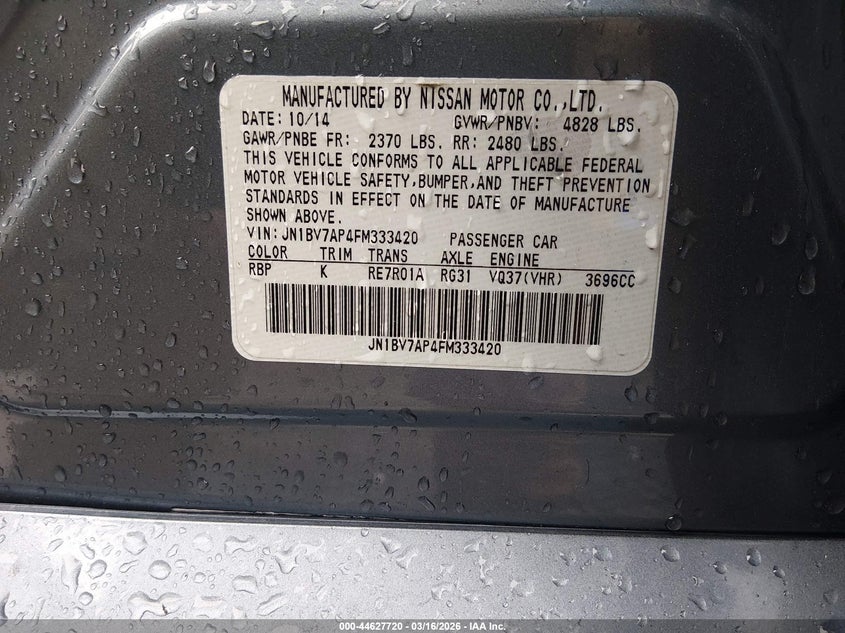 MANUFACTURED BY NISSAN MOTOR CO.,LTD.
DATE: 10/14 GVWR/PNBV: 4828 LBS.
GAWR/PNBE FR: 2370 LBS. RR: 2480 LBS.
THIS VEHICLE CONFORMS TO ALL APPLICABLE FEDERAL
MOTOR VEHICLE SAFETY,BUMPER,AND THEFT PREVENTION
STANDARDS IN EFFECT ON THE DATE OF MANUFACTURE
SHOWN ABOVE.
VIN:JN1BV7AP4FM333420 PASSENGER CAR
COLOR TRIM TRANS AXLE ENGINE
RBP K RE7R01A RG31 VQ37(VHR) 3696CC
JN1BV7AP4FM333420
000-44627720 — 03/16/2026 — IAA Inc.